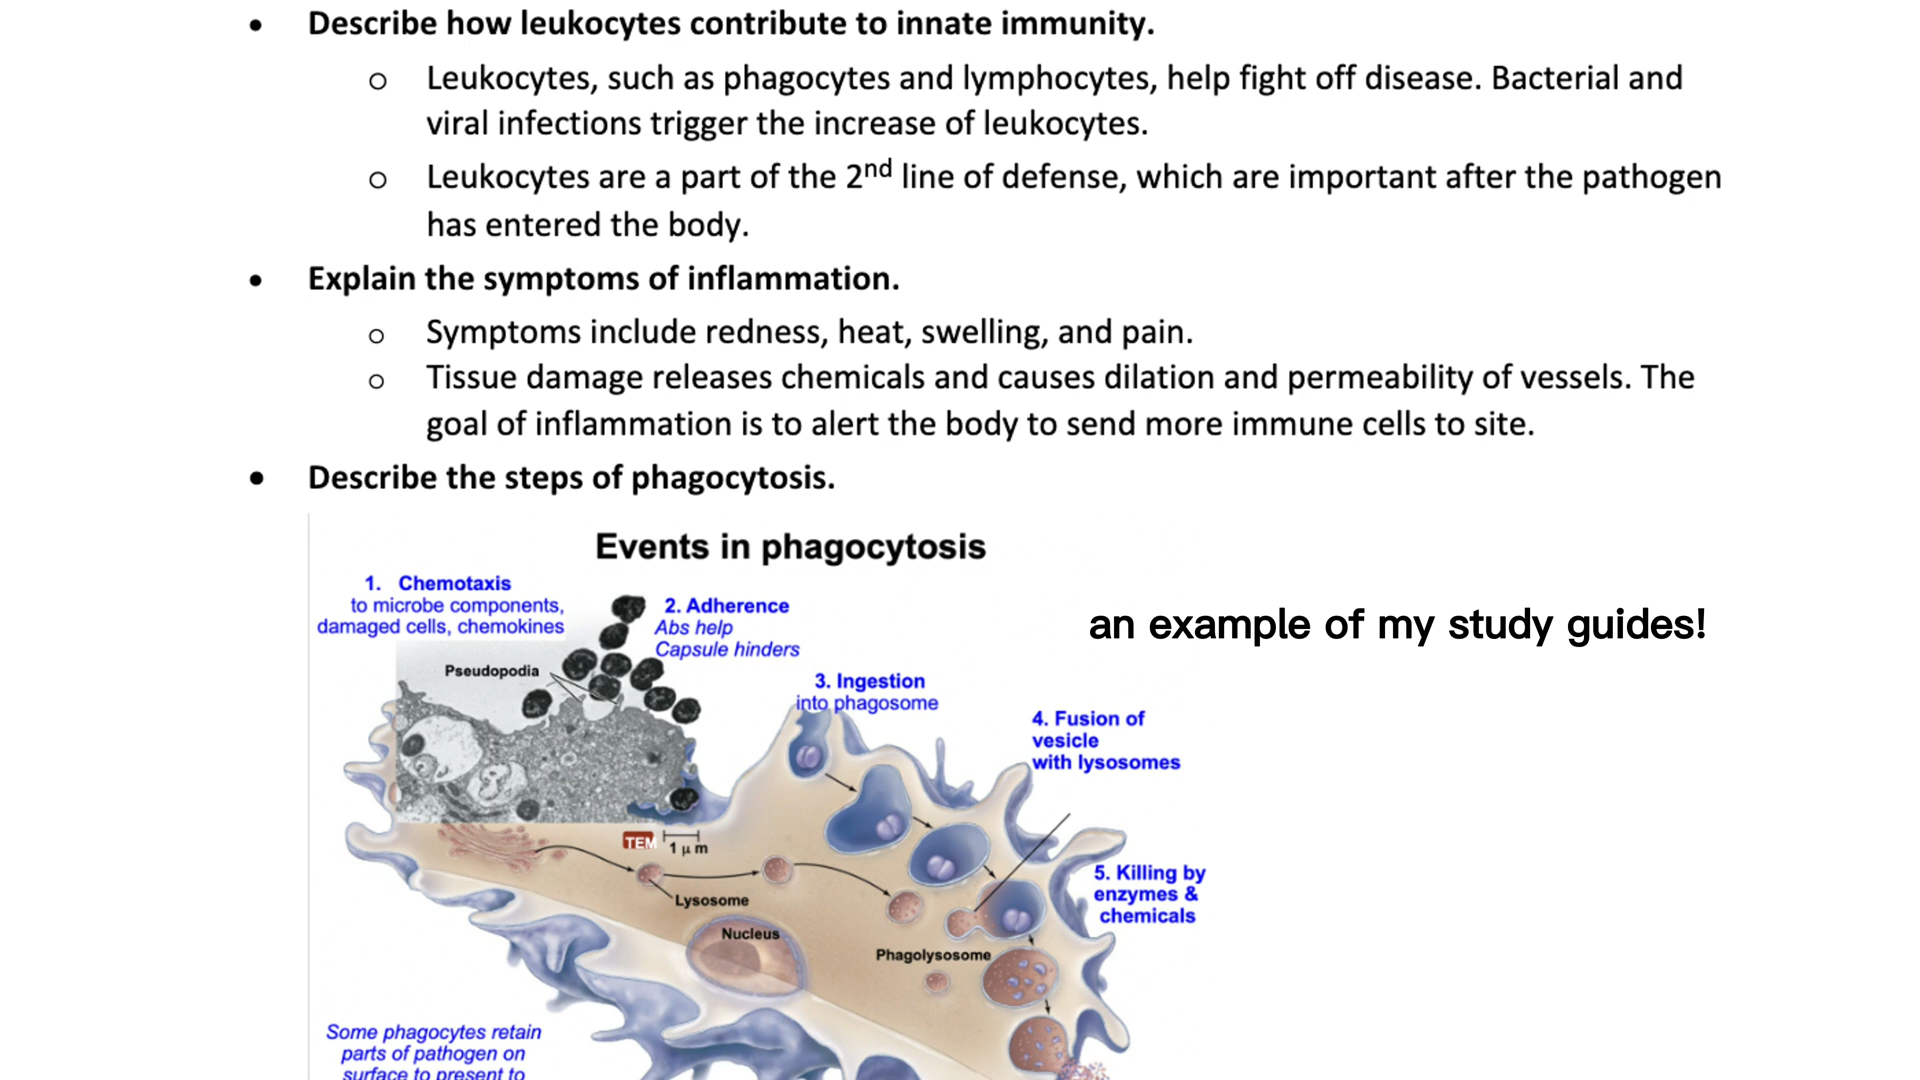 • Describe how leukocytes contribute to innate immunity.
o Leukocytes, such as phagocytes and lymphocytes, help fight off disease. Bacterial and
viral infections trigger the increase of leukocytes.
o Leukocytes are a part of the 2nd line of defense, which are important after the pathogen
has entered the body.
• Explain the symptoms of inflammation.
o Symptoms include redness, heat, swelling, and pain.
o Tissue damage releases chemicals and causes dilation and permeability of vessels. The
goal of inflammation is to alert the body to send more immune cells to site.
• Describe the steps of phagocytosis.
Events in phagocytosis
1. Chemotaxis
to microbe components,
damaged cells, chemokines
2. Adherence
Abs help
Capsule hinders
an example of my study guides!
Pseudopodia
3. Ingestion
into phagosome
4. Fusion of
vesicle
with lysosomes
TEM
1 μm
5. Killing by
enzymes &
chemicals
Lysosome
Nucleus
Phagolysosome
Some phagocytes retain
parts of pathogen on
surface to present to